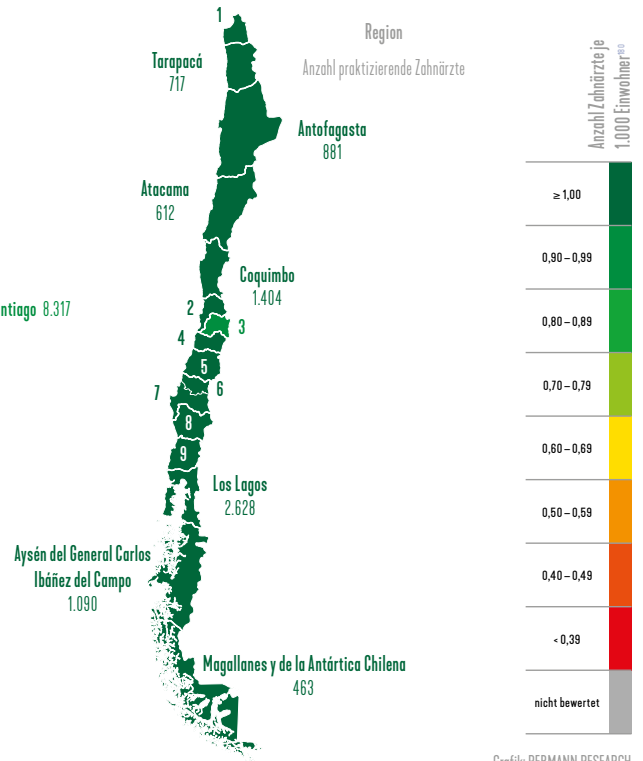 1
Region
Anzahl praktizierende Zahnärzte
Tarapacá
717
Antofagasta
881
Atacama
612
Coquimbo
1.404
2
ntiago 8.317
3
4
5
6
7
8
9
Los Lagos
2.628
Aysén del General Carlos
Ibáñez del Campo
1.090
Magallanes y de la Antártica Chilena
463
Anzahl Zahnärzte je
1.000 Einwohner¹⁸⁰
≥ 1,00
0,90 – 0,99
0,80 – 0,89
0,70 – 0,79
0,60 – 0,69
0,50 – 0,59
0,40 – 0,49
< 0,39
nicht bewertet
Grafik: REBMANN RESEARCH